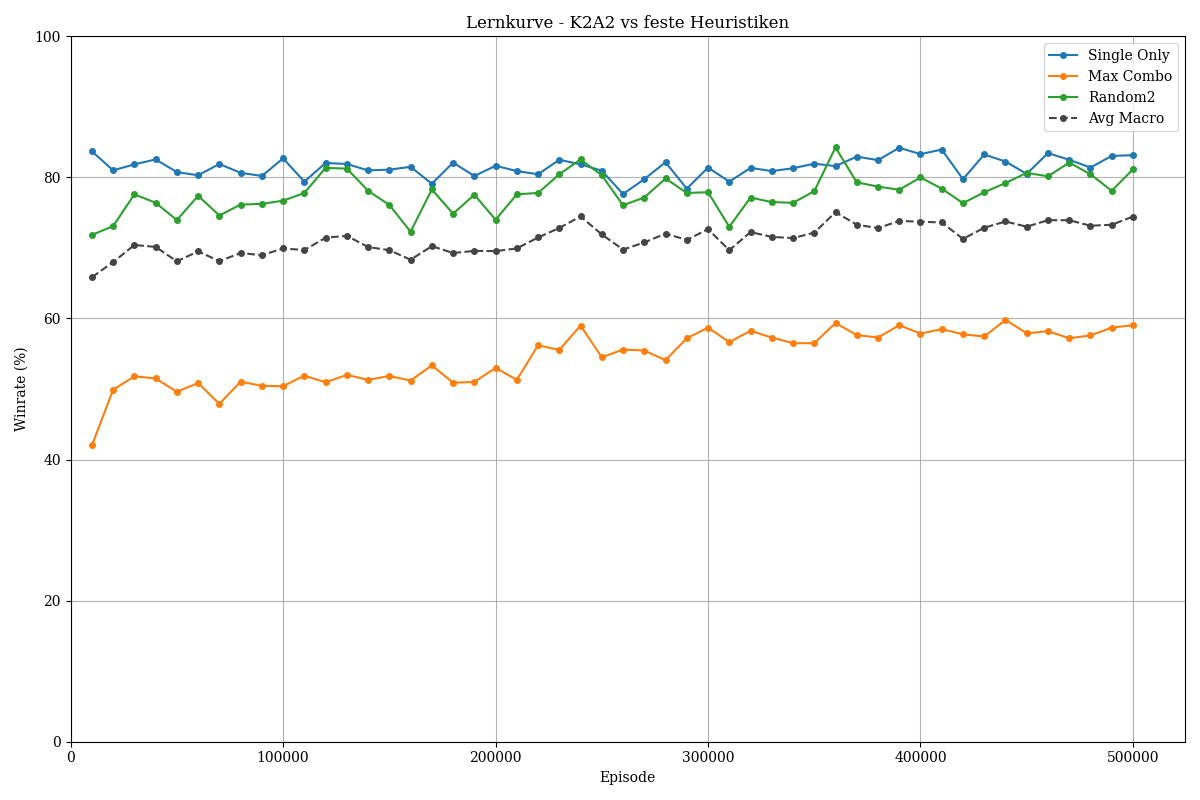 Lernkurve - K2A2 vs feste Heuristiken
100
80
60
40
20
0
Winrate (%)
Single Only
Max Combo
Random2
Avg Macro
0
100000
200000
300000
400000
500000
Episode